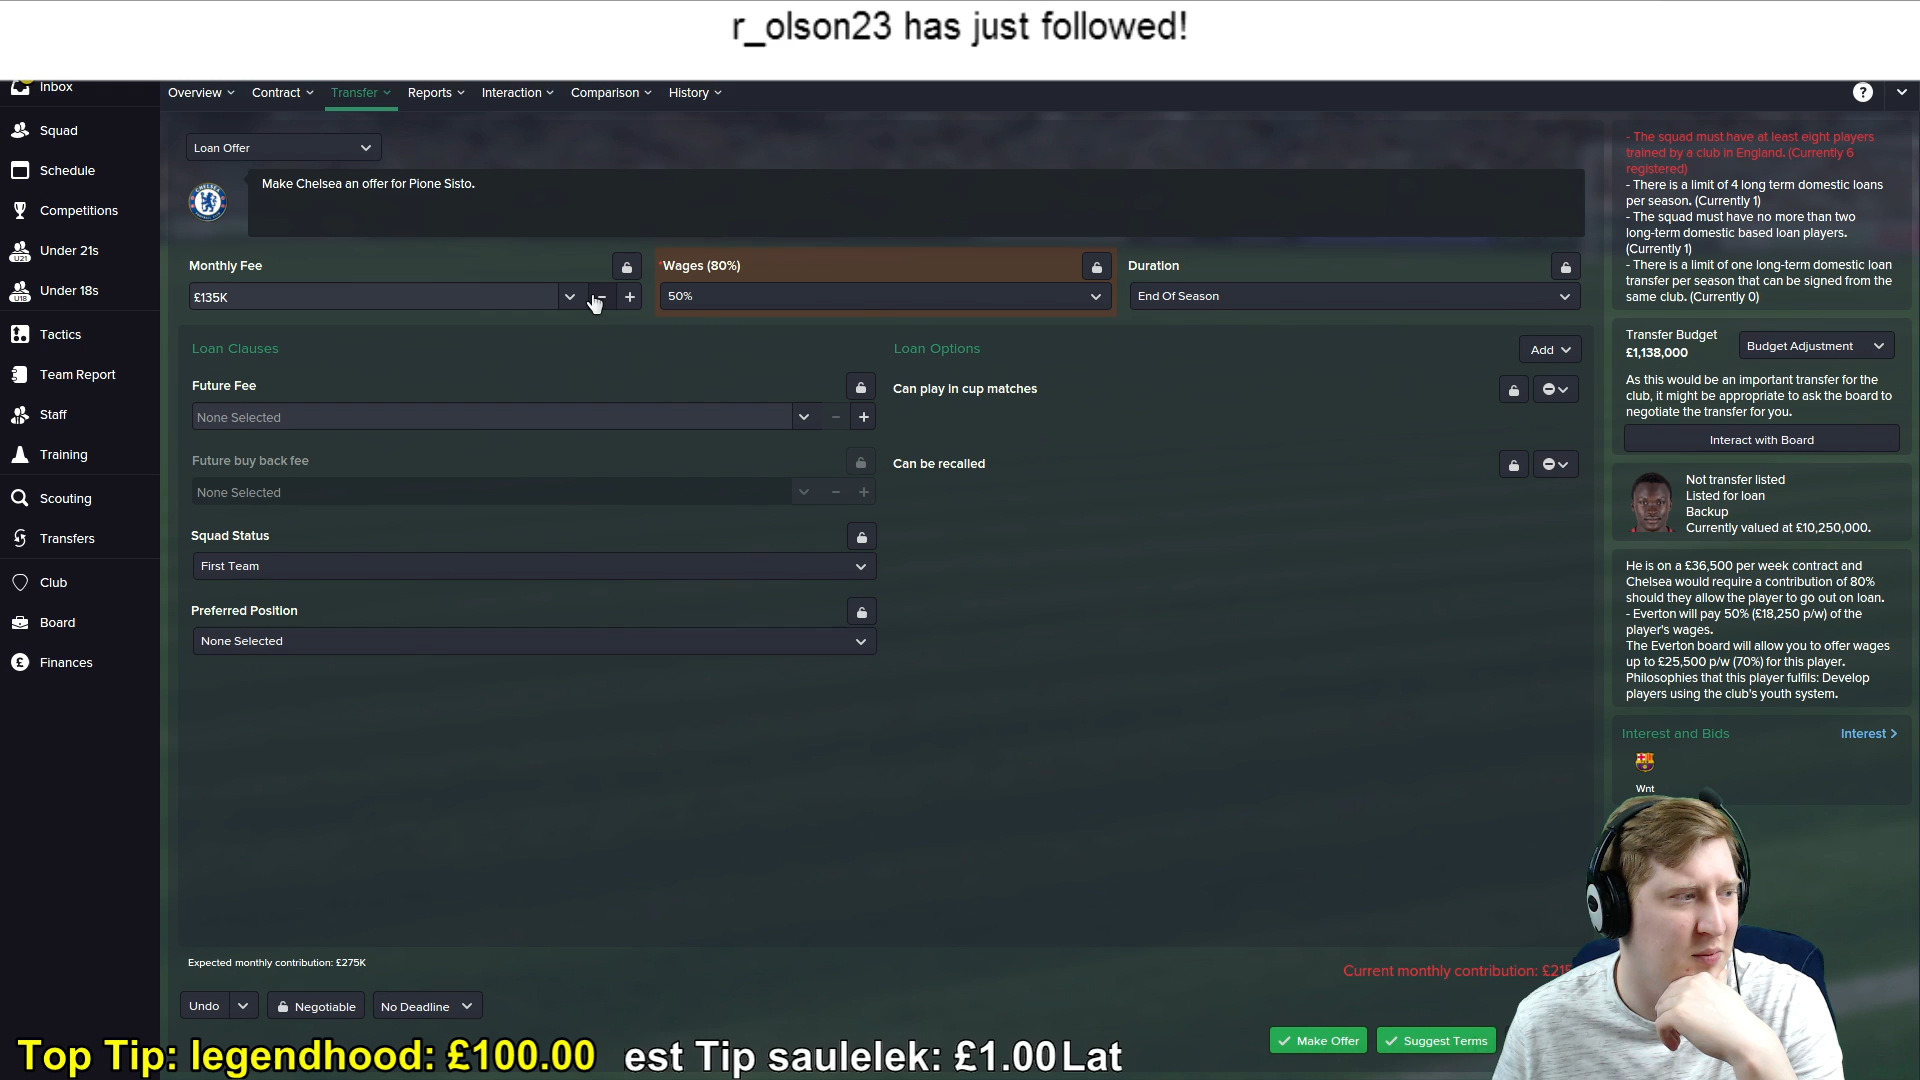 r_olson23 has just followed!
Inbox
Overview
Contract
Transfer
Reports
Interaction
Comparison
History
?
Squad
Schedule
Competitions
U21
Under 21s
U18
Under 18s
Tactics
Team Report
Staff
Training
Scouting
Transfers
Club
Board
£
Finances
Loan Offer
Make Chelsea an offer for Pione Sisto.
Monthly Fee
£135K
*Wages (80%)
50%
Duration
End Of Season
Loan Clauses
Future Fee
None Selected
Future buy back fee
None Selected
Squad Status
First Team
Preferred Position
None Selected
Loan Options
Add
Can play in cup matches
Can be recalled
- The squad must have at least eight players
trained by a club in England. (Currently 6
registered)
- There is a limit of 4 long term domestic loans
per season. (Currently 1)
- The squad must have no more than two
long-term domestic based loan players.
(Currently 1)
- There is a limit of one long-term domestic loan
transfer per season that can be signed from the
same club. (Currently 0)
Transfer Budget
£1,138,000
Budget Adjustment
As this would be an important transfer for the
club, it might be appropriate to ask the board to
negotiate the transfer for you.
Interact with Board
Not transfer listed
Listed for loan
Backup
Currently valued at £10,250,000.
He is on a £36,500 per week contract and
Chelsea would require a contribution of 80%
should they allow the player to go out on loan.
- Everton will pay 50% (£18,250 p/w) of the
player's wages.
The Everton board will allow you to offer wages
up to £25,500 p/w (70%) for this player.
Philosophies that this player fulfils: Develop
players using the club's youth system.
Interest and Bids
Interest >
Wnt
Expected monthly contribution: £275K
Current monthly contribution: £215
Undo
Negotiable
No Deadline
Make Offer
Suggest Terms
Top Tip: legendhood: £100.00
est Tip saulelek: £1.00 Lat